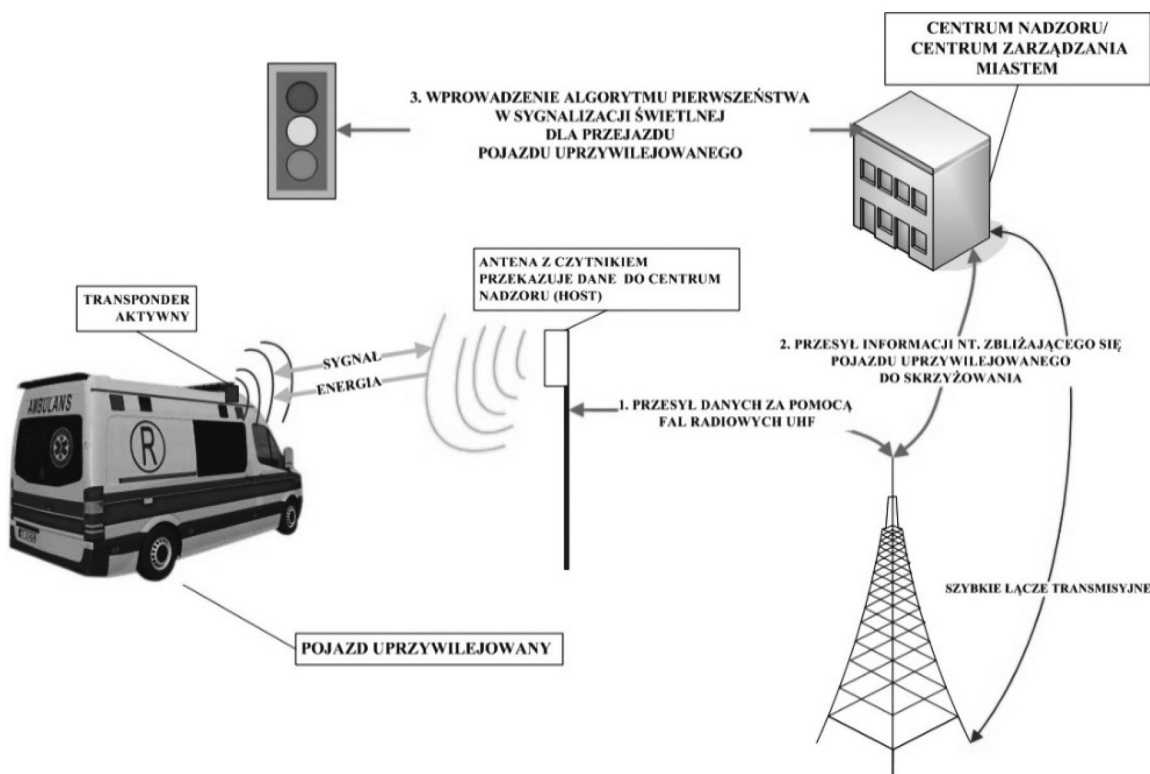 CENTRUM NADZORU/
CENTRUM ZARZĄDZANIA
MIASTEM
3. WPROWADZENIE ALGORYTMU PIERWSZEŃSTWA
W SYGNALIZACJI ŚWIETLNEJ
DLA PRZEJAZDU
POJAZDU UPRZYWILEJOWANEGO
ANTENA Z CZYTNIKIEM
PRZEKAZUJE DANE DO CENTRUM
NADZORU (HOST)
TRANSPONDER
AKTYWNY
SYGNAŁ
ENERGIA
2. PRZESYŁ INFORMACJI NT. ZBLIŻAJĄCEGO SIĘ
POJAZDU UPRZYWILEJOWANEGO
DO SKRZYŻOWANIA
1. PRZESYŁ DANYCH ZA POMOCĄ
FAL RADIOWYCH UHF
AMBULANS
R
SZYBKIE ŁĄCZE TRANSMISYJNE
POJAZD UPRZYWILEJOWANY